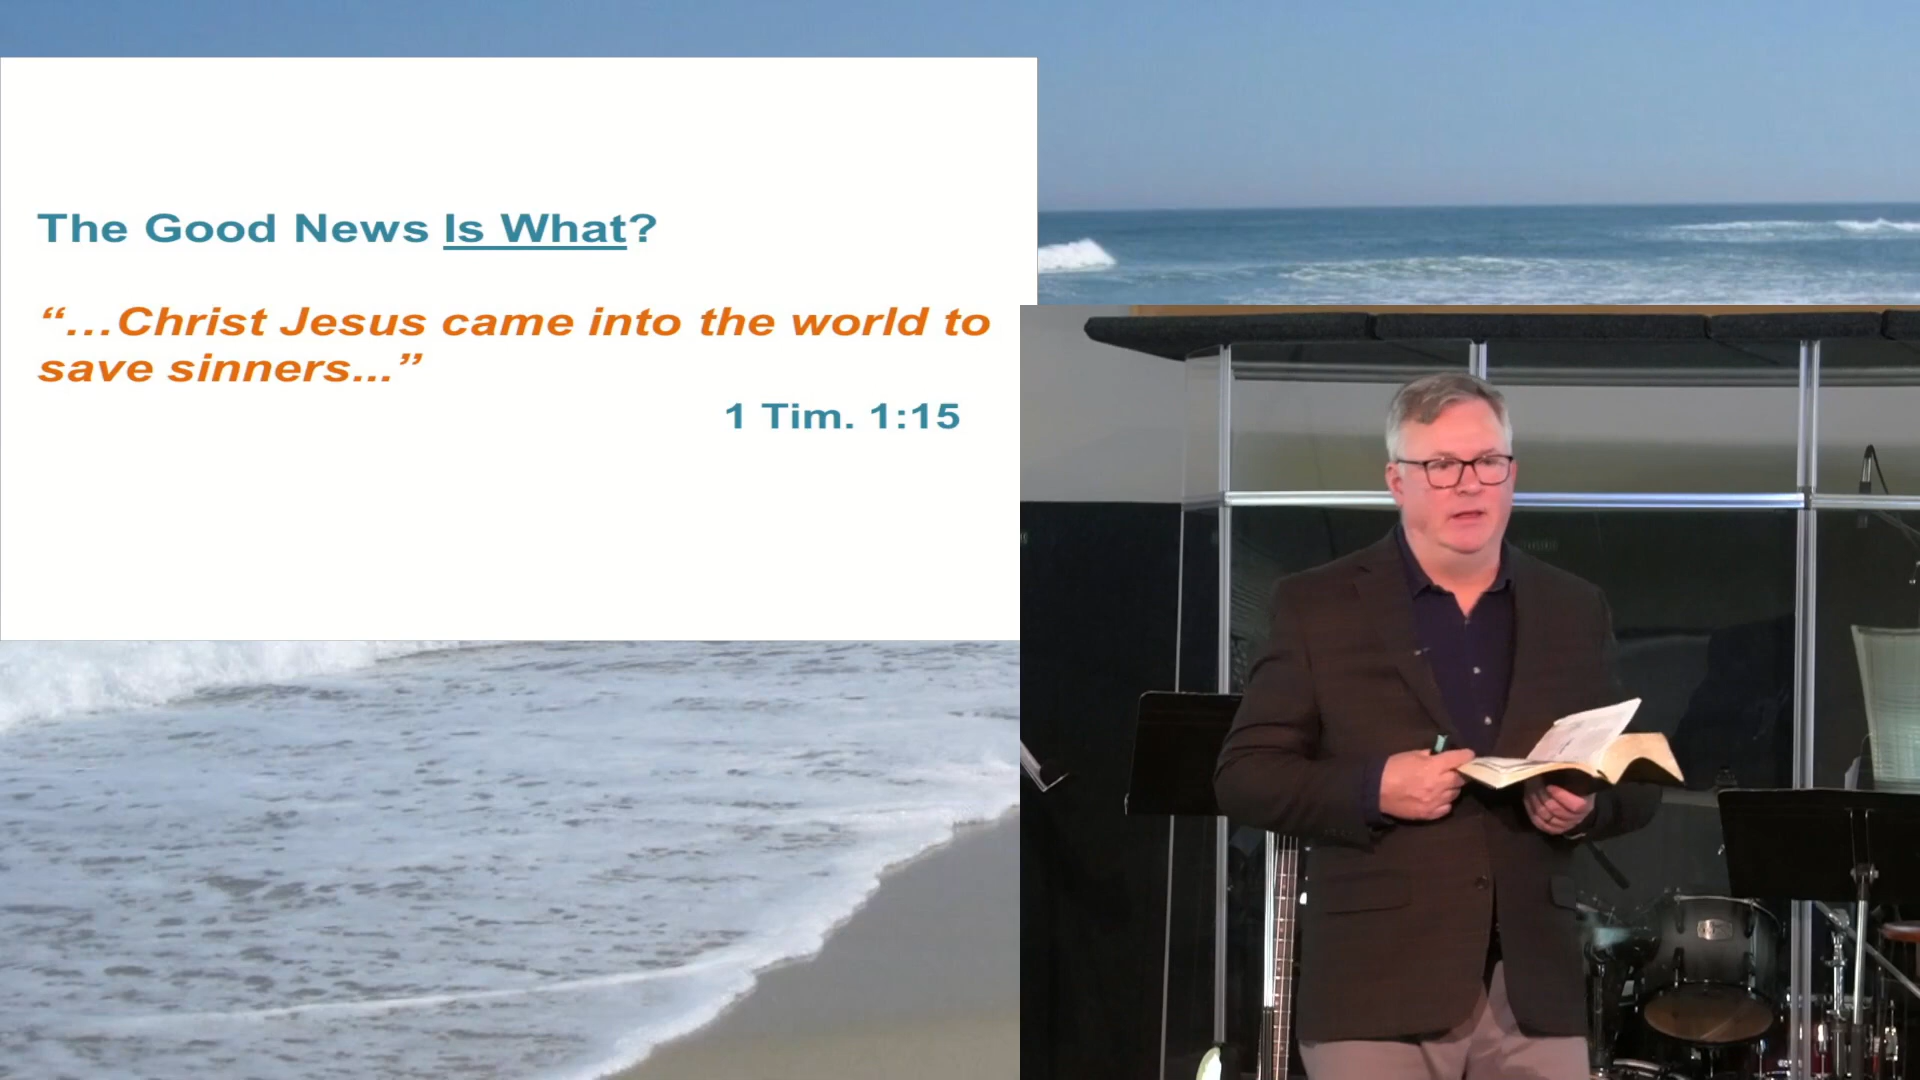 The Good News Is What?
“…Christ Jesus came into the world to
save sinners...”
1 Tim. 1:15